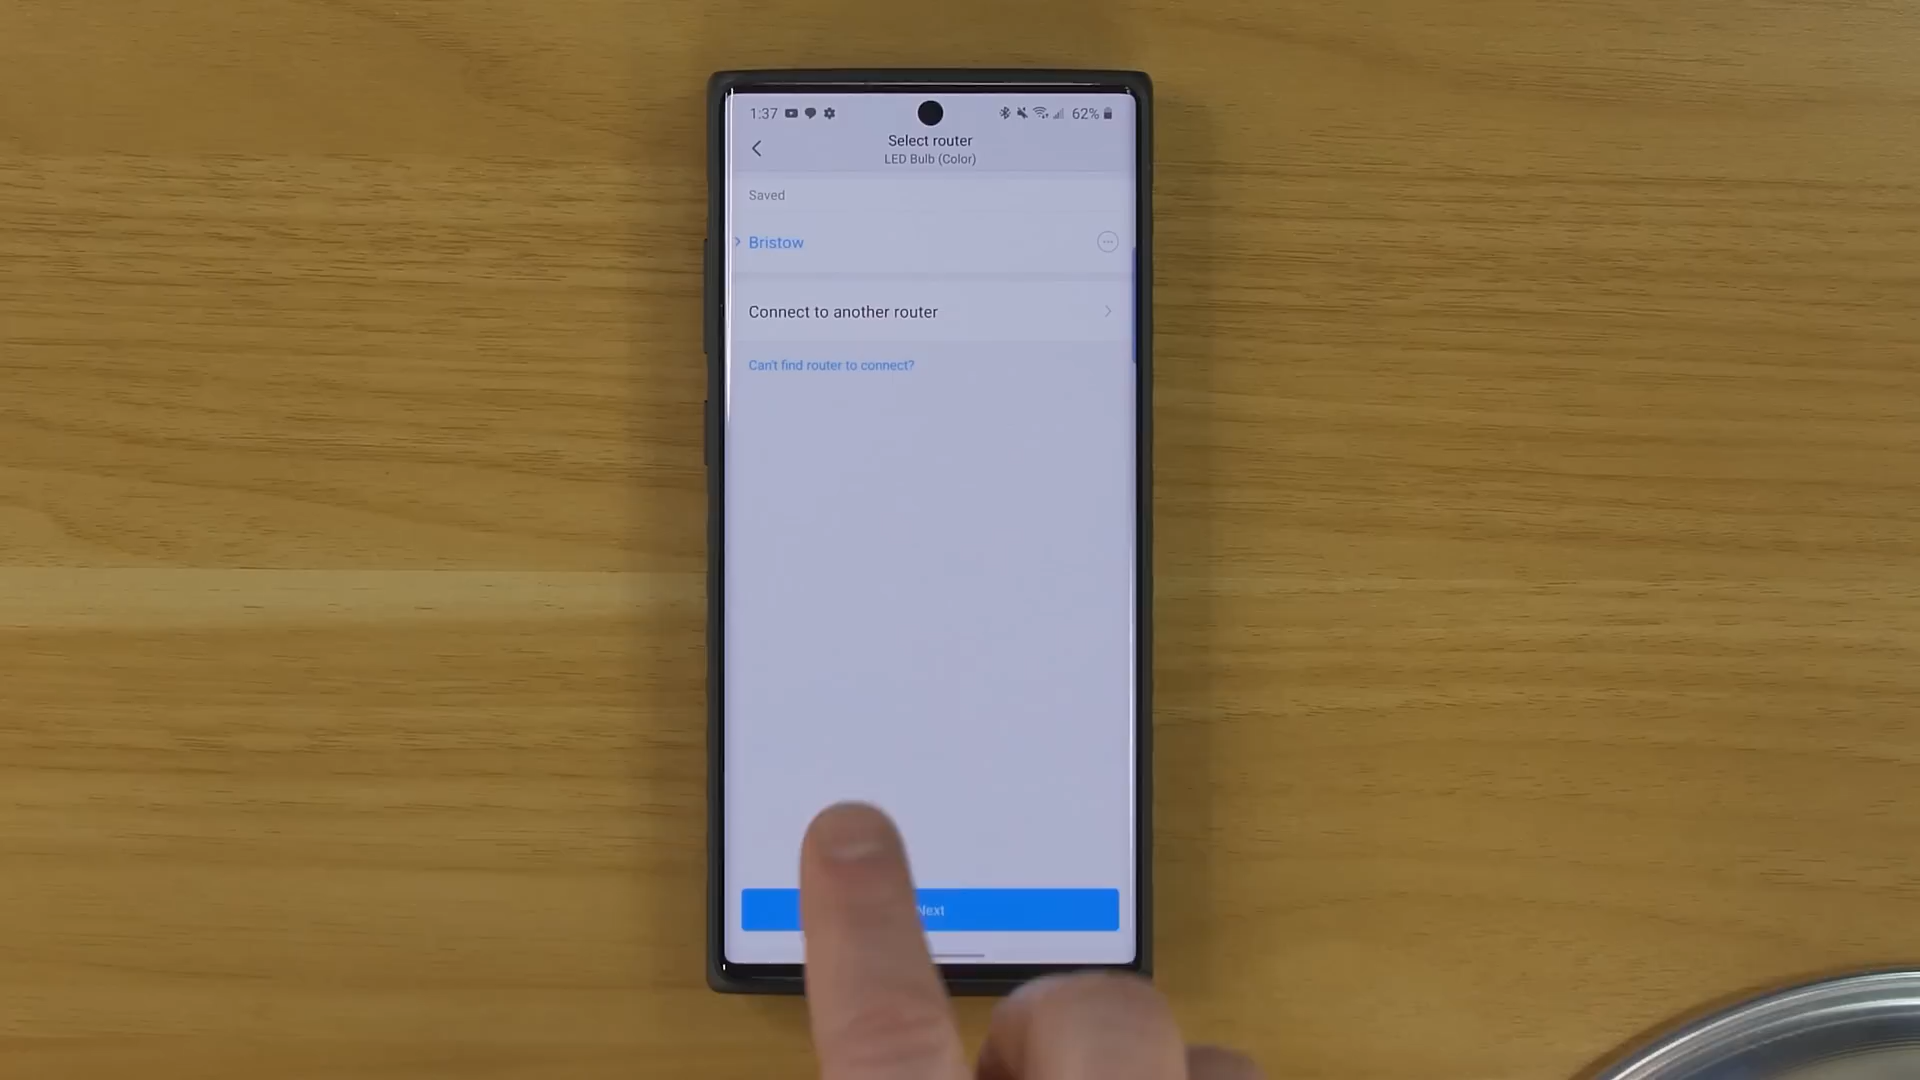 1:37
62%
Select router
LED Bulb (Color)
Saved
Bristow
Connect to another router
Can't find router to connect?
Next